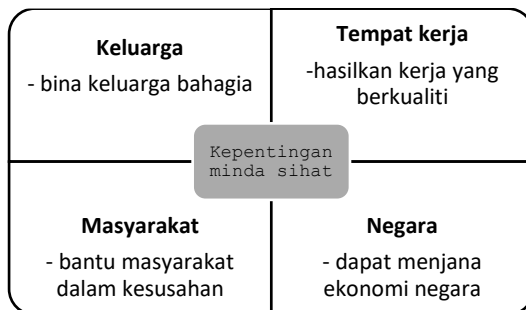 Keluarga
- bina keluarga bahagia
Tempat kerja
-hasilkan kerja yang
berkualiti
Kepentingan
minda sihat
Masyarakat
- bantu masyarakat
dalam kesusahan
Negara
- dapat menjana
ekonomi negara